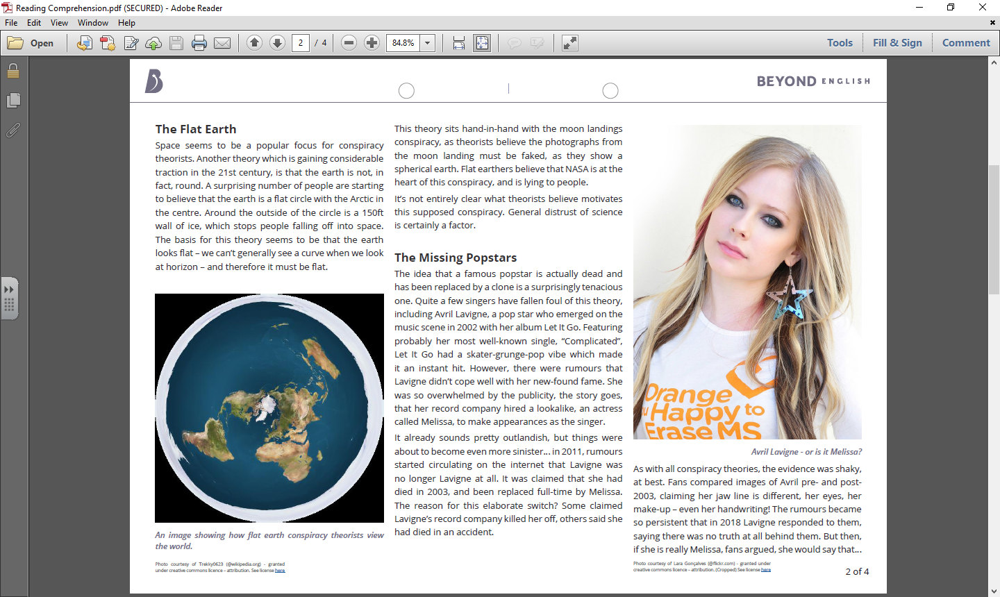 Reading Comprehension.pdf (SECURED) - Adobe Reader
File Edit View Window Help
Open
2 / 4
84.8%
Tools Fill & Sign Comment
BEYOND ENGLISH
The Flat Earth
Space seems to be a popular focus for conspiracy
theorists. Another theory which is gaining considerable
traction in the 21st century, is that the earth is not, in
fact, round. A surprising number of people are starting
to believe that the earth is a flat circle with the Arctic in
the centre. Around the outside of the circle is a 150ft
wall of ice, which stops people falling off into space.
The basis for this theory seems to be that the earth
looks flat – we can't generally see a curve when we look
at horizon – and therefore it must be flat.
An image showing how flat earth conspiracy theorists view
the world.
Photo courtesy of Trekky0623 (@wikipedia.org) - granted
under creative commons licence – attribution. See license here
This theory sits hand-in-hand with the moon landings
conspiracy, as theorists believe the photographs from
the moon landing must be faked, as they show a
spherical earth. Flat earthers believe that NASA is at the
heart of this conspiracy, and is lying to people.
It's not entirely clear what theorists believe motivates
this supposed conspiracy. General distrust of science
is certainly a factor.
The Missing Popstars
The idea that a famous popstar is actually dead and
has been replaced by a clone is a surprisingly tenacious
one. Quite a few singers have fallen foul of this theory,
including Avril Lavigne, a pop star who emerged on the
music scene in 2002 with her album Let It Go. Featuring
probably her most well-known single, “Complicated”,
Let It Go had a skater-grunge-pop vibe which made
it an instant hit. However, there were rumours that
Lavigne didn't cope well with her new-found fame. She
was so overwhelmed by the publicity, the story goes,
that her record company hired a lookalike, an actress
called Melissa, to make appearances as the singer.
It already sounds pretty outlandish, but things were
about to become even more sinister... in 2011, rumours
started circulating on the internet that Lavigne was
no longer Lavigne at all. It was claimed that she had
died in 2003, and been replaced full-time by Melissa.
The reason for this elaborate switch? Some claimed
Lavigne's record company killed her off, others said she
had died in an accident.
Orange
u Happy to
Erase MS
Avril Lavigne - or is it Melissa?
As with all conspiracy theories, the evidence was shaky,
at best. Fans compared images of Avril pre- and post-
2003, claiming her jaw line is different, her eyes, her
make-up – even her handwriting! The rumours became
so persistent that in 2018 Lavigne responded to them,
saying there was no truth at all behind them. But then,
if she is really Melissa, fans argued, she would say that...
Photo courtesy of Lara Gonçalves (@flickr.com) - granted under
creative commons licence – attribution. (Cropped) See license here
2 of 4